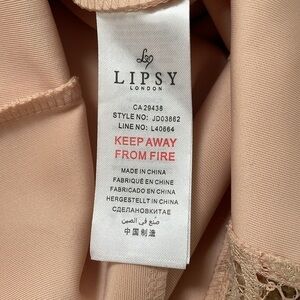 LIPSY
LONDON
CA 29438
STYLE NO: JD03862
LINE NO: L40664
KEEP AWAY
FROM FIRE
MADE IN CHINA
FABRIQUÉ EN CHINE
FABRICADO EN CHINA
HERGESTELLT IN CHINA
СДЕЛАНОВКИТАЕ
صنع في الصين
中国制造